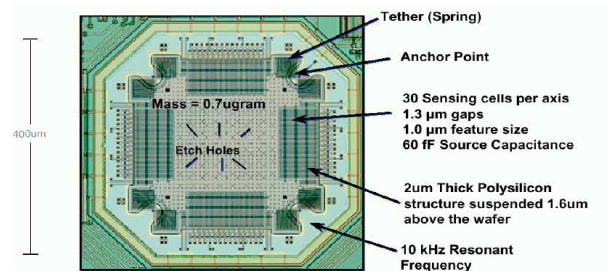 Tether (Spring)
Anchor Point
Mass = 0.7ugram
30 Sensing cells per axis
1.3 µm gaps
1.0 µm feature size
60 fF Source Capacitance
400um
Etch Holes
2um Thick Polysilicon
structure suspended 1.6um
above the wafer
10 kHz Resonant
Frequency